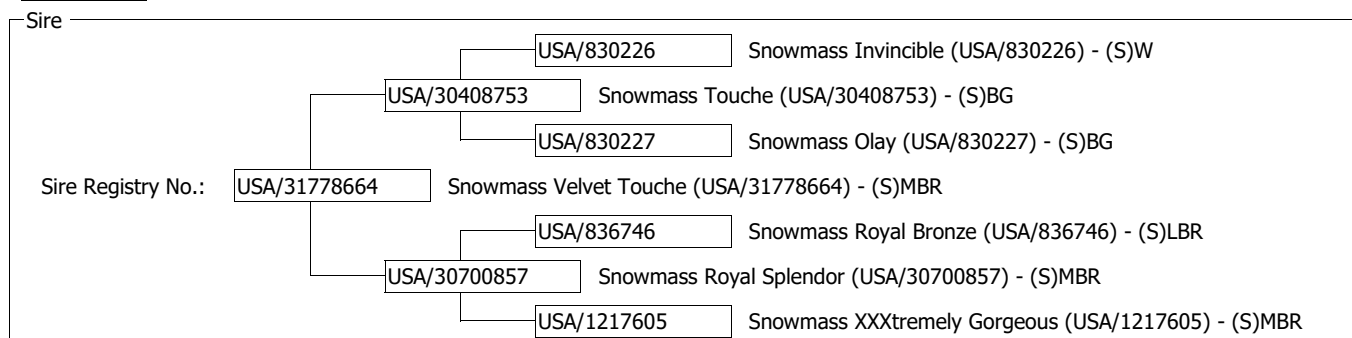 Sire
USA/830226 Snowmass Invincible (USA/830226) - (S)W
USA/30408753 Snowmass Touche (USA/30408753) - (S)BG
USA/830227 Snowmass Olay (USA/830227) - (S)BG
Sire Registry No.: USA/31778664 Snowmass Velvet Touche (USA/31778664) - (S)MBR
USA/836746 Snowmass Royal Bronze (USA/836746) - (S)LBR
USA/30700857 Snowmass Royal Splendor (USA/30700857) - (S)MBR
USA/1217605 Snowmass XXXtremely Gorgeous (USA/1217605) - (S)MBR